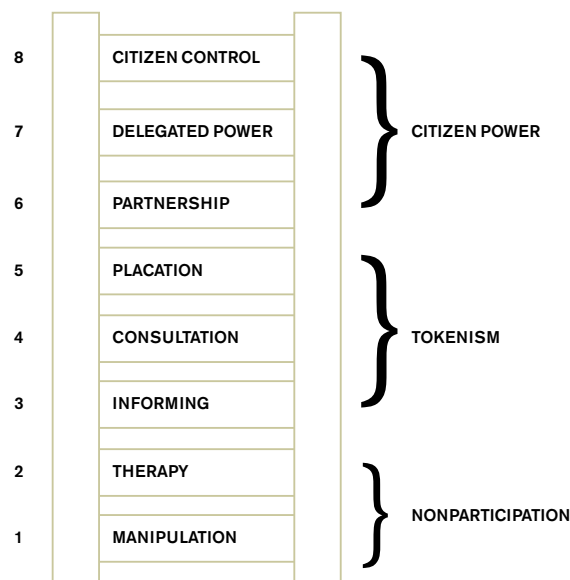 8 CITIZEN CONTROL
7 DELEGATED POWER CITIZEN POWER
6 PARTNERSHIP
5 PLACATION
4 CONSULTATION TOKENISM
3 INFORMING
2 THERAPY
NONPARTICIPATION
1 MANIPULATION